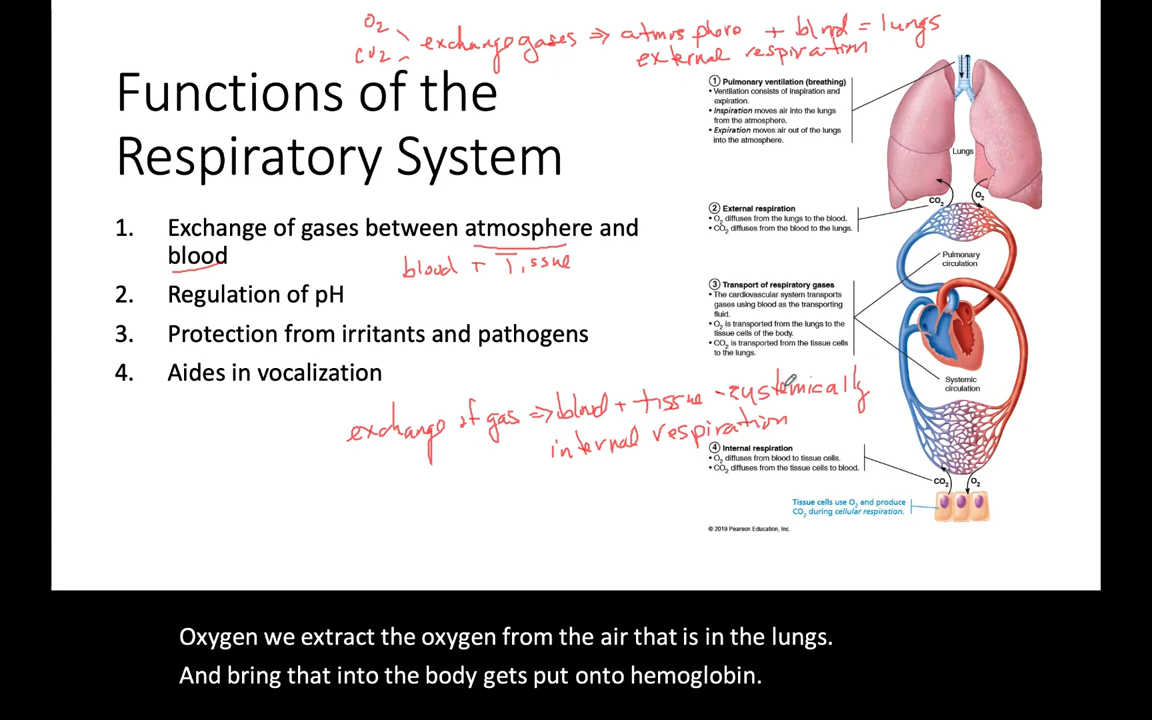 O2
CO2
exchange gases => atmosphere + blood = lungs
external respiration
Functions of the
Respiratory System
1. Exchange of gases between atmosphere and
blood
blood + Tissue
2. Regulation of pH
3. Protection from irritants and pathogens
4. Aides in vocalization
exchange of gas => blood + tissue - systemically
internal respiration
1 Pulmonary ventilation (breathing)
• Ventilation consists of inspiration and
expiration.
• Inspiration moves air into the lungs
from the atmosphere.
• Expiration moves air out of the lungs
into the atmosphere.
Lungs
CO2
O2
2 External respiration
• O2 diffuses from the lungs to the blood.
• CO2 diffuses from the blood to the lungs.
Pulmonary
circulation
3 Transport of respiratory gases
• The cardiovascular system transports
gases using blood as the transporting
fluid.
• O2 is transported from the lungs to the
tissue cells of the body.
• CO2 is transported from the tissue cells
to the lungs.
Systemic
circulation
4 Internal respiration
• O2 diffuses from blood to tissue cells.
• CO2 diffuses from the tissue cells to blood.
CO2
O2
Tissue cells use O2 and produce
CO2 during cellular respiration.
© 2019 Pearson Education, Inc.
Oxygen we extract the oxygen from the air that is in the lungs.
And bring that into the body gets put onto hemoglobin.